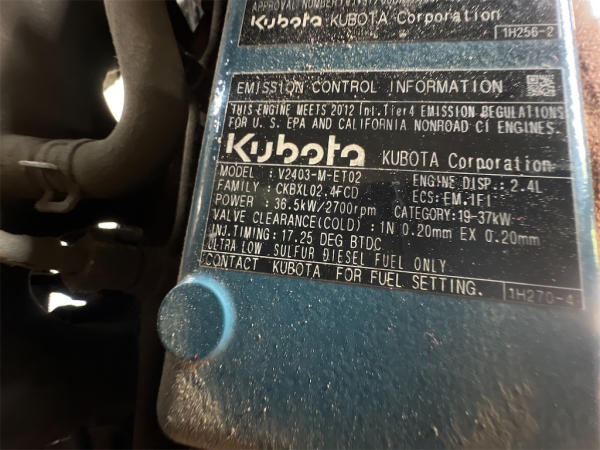 APPROVAL NUMBER
Kubota KUBOTA Corporation
1H256-2
EMISSION CONTROL INFORMATION
THIS ENGINE MEETS 2012 Int.Tier4 EMISSION REGULATIONS
FOR U. S. EPA AND CALIFORNIA NONROAD CI ENGINES.
Kubota KUBOTA Corporation
MODEL : V2403-M-ET02 ENGINE DISP.: 2.4L
FAMILY : CKBXL02.4FCD ECS: EM,IFI
POWER : 36.5kW/2700rpm CATEGORY:19-37kW
VALVE CLEARANCE(COLD) : IN 0.20mm EX 0.20mm
INJ.TIMING: 17.25 DEG BTDC
ULTRA LOW SULFUR DIESEL FUEL ONLY
CONTACT KUBOTA FOR FUEL SETTING.
1H270-4